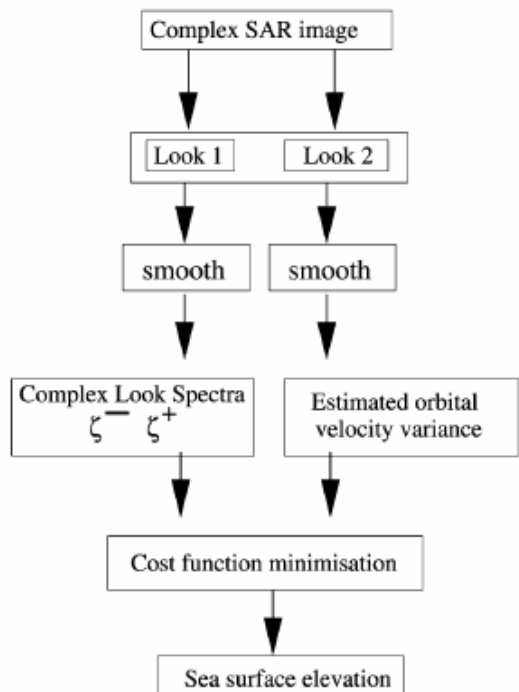 Complex SAR image
Look 1
Look 2
smooth
smooth
Complex Look Spectra
ζ⁻ ζ⁺
Estimated orbital
velocity variance
Cost function minimisation
Sea surface elevation